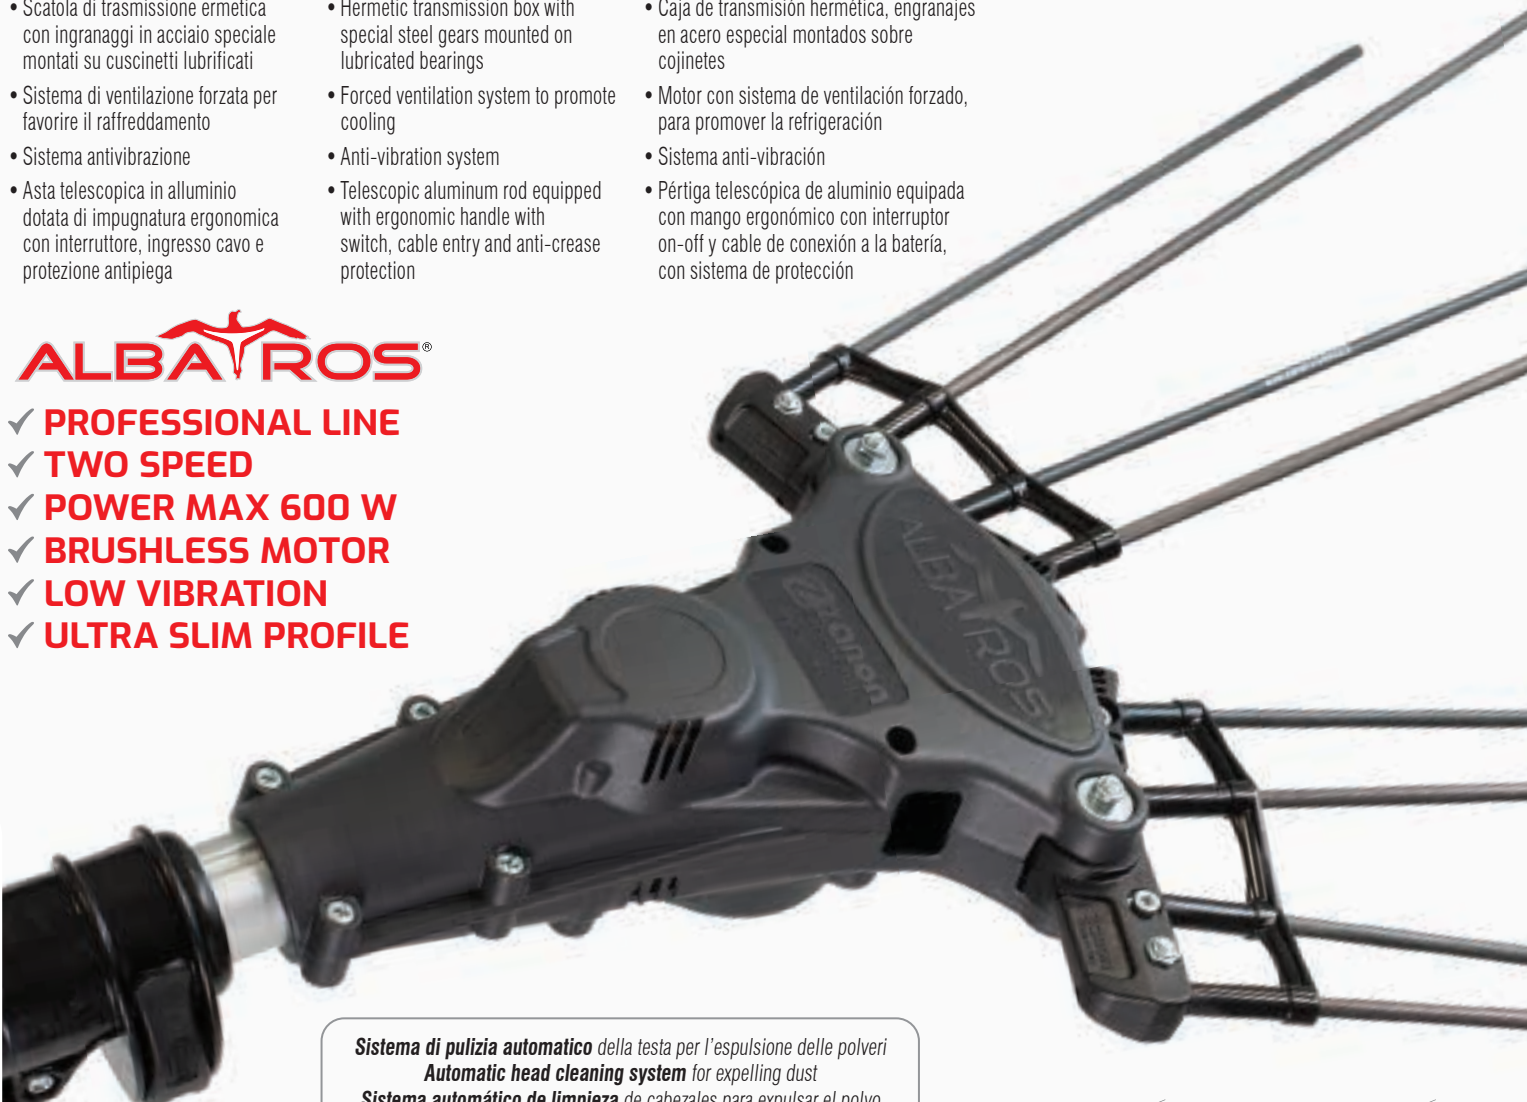 • Scatola di trasmissione ermetica
con ingranaggi in acciaio speciale
montati su cuscinetti lubrificati
• Sistema di ventilazione forzata per
favorire il raffreddamento
• Sistema antivibrazione
• Asta telescopica in alluminio
dotata di impugnatura ergonomica
con interruttore, ingresso cavo e
protezione antipiega
• Hermetic transmission box with
special steel gears mounted on
lubricated bearings
• Forced ventilation system to promote
cooling
• Anti-vibration system
• Telescopic aluminum rod equipped
with ergonomic handle with
switch, cable entry and anti-crease
protection
• Caja de transmisión hermética, engranajes
en acero especial montados sobre
cojinetes
• Motor con sistema de ventilación forzado,
para promover la refrigeración
• Sistema anti-vibración
• Pértiga telescópica de aluminio equipada
con mango ergonómico con interruptor
on-off y cable de conexión a la batería,
con sistema de protección
ALBATROS®
✓ PROFESSIONAL LINE
✓ TWO SPEED
✓ POWER MAX 600 W
✓ BRUSHLESS MOTOR
✓ LOW VIBRATION
✓ ULTRA SLIM PROFILE
ALBATROS
Zanon
Sistema di pulizia automatico della testa per l'espulsione delle polveri
Automatic head cleaning system for expelling dust
Sistema automático de limpieza de cabezales para expulsar el polvo